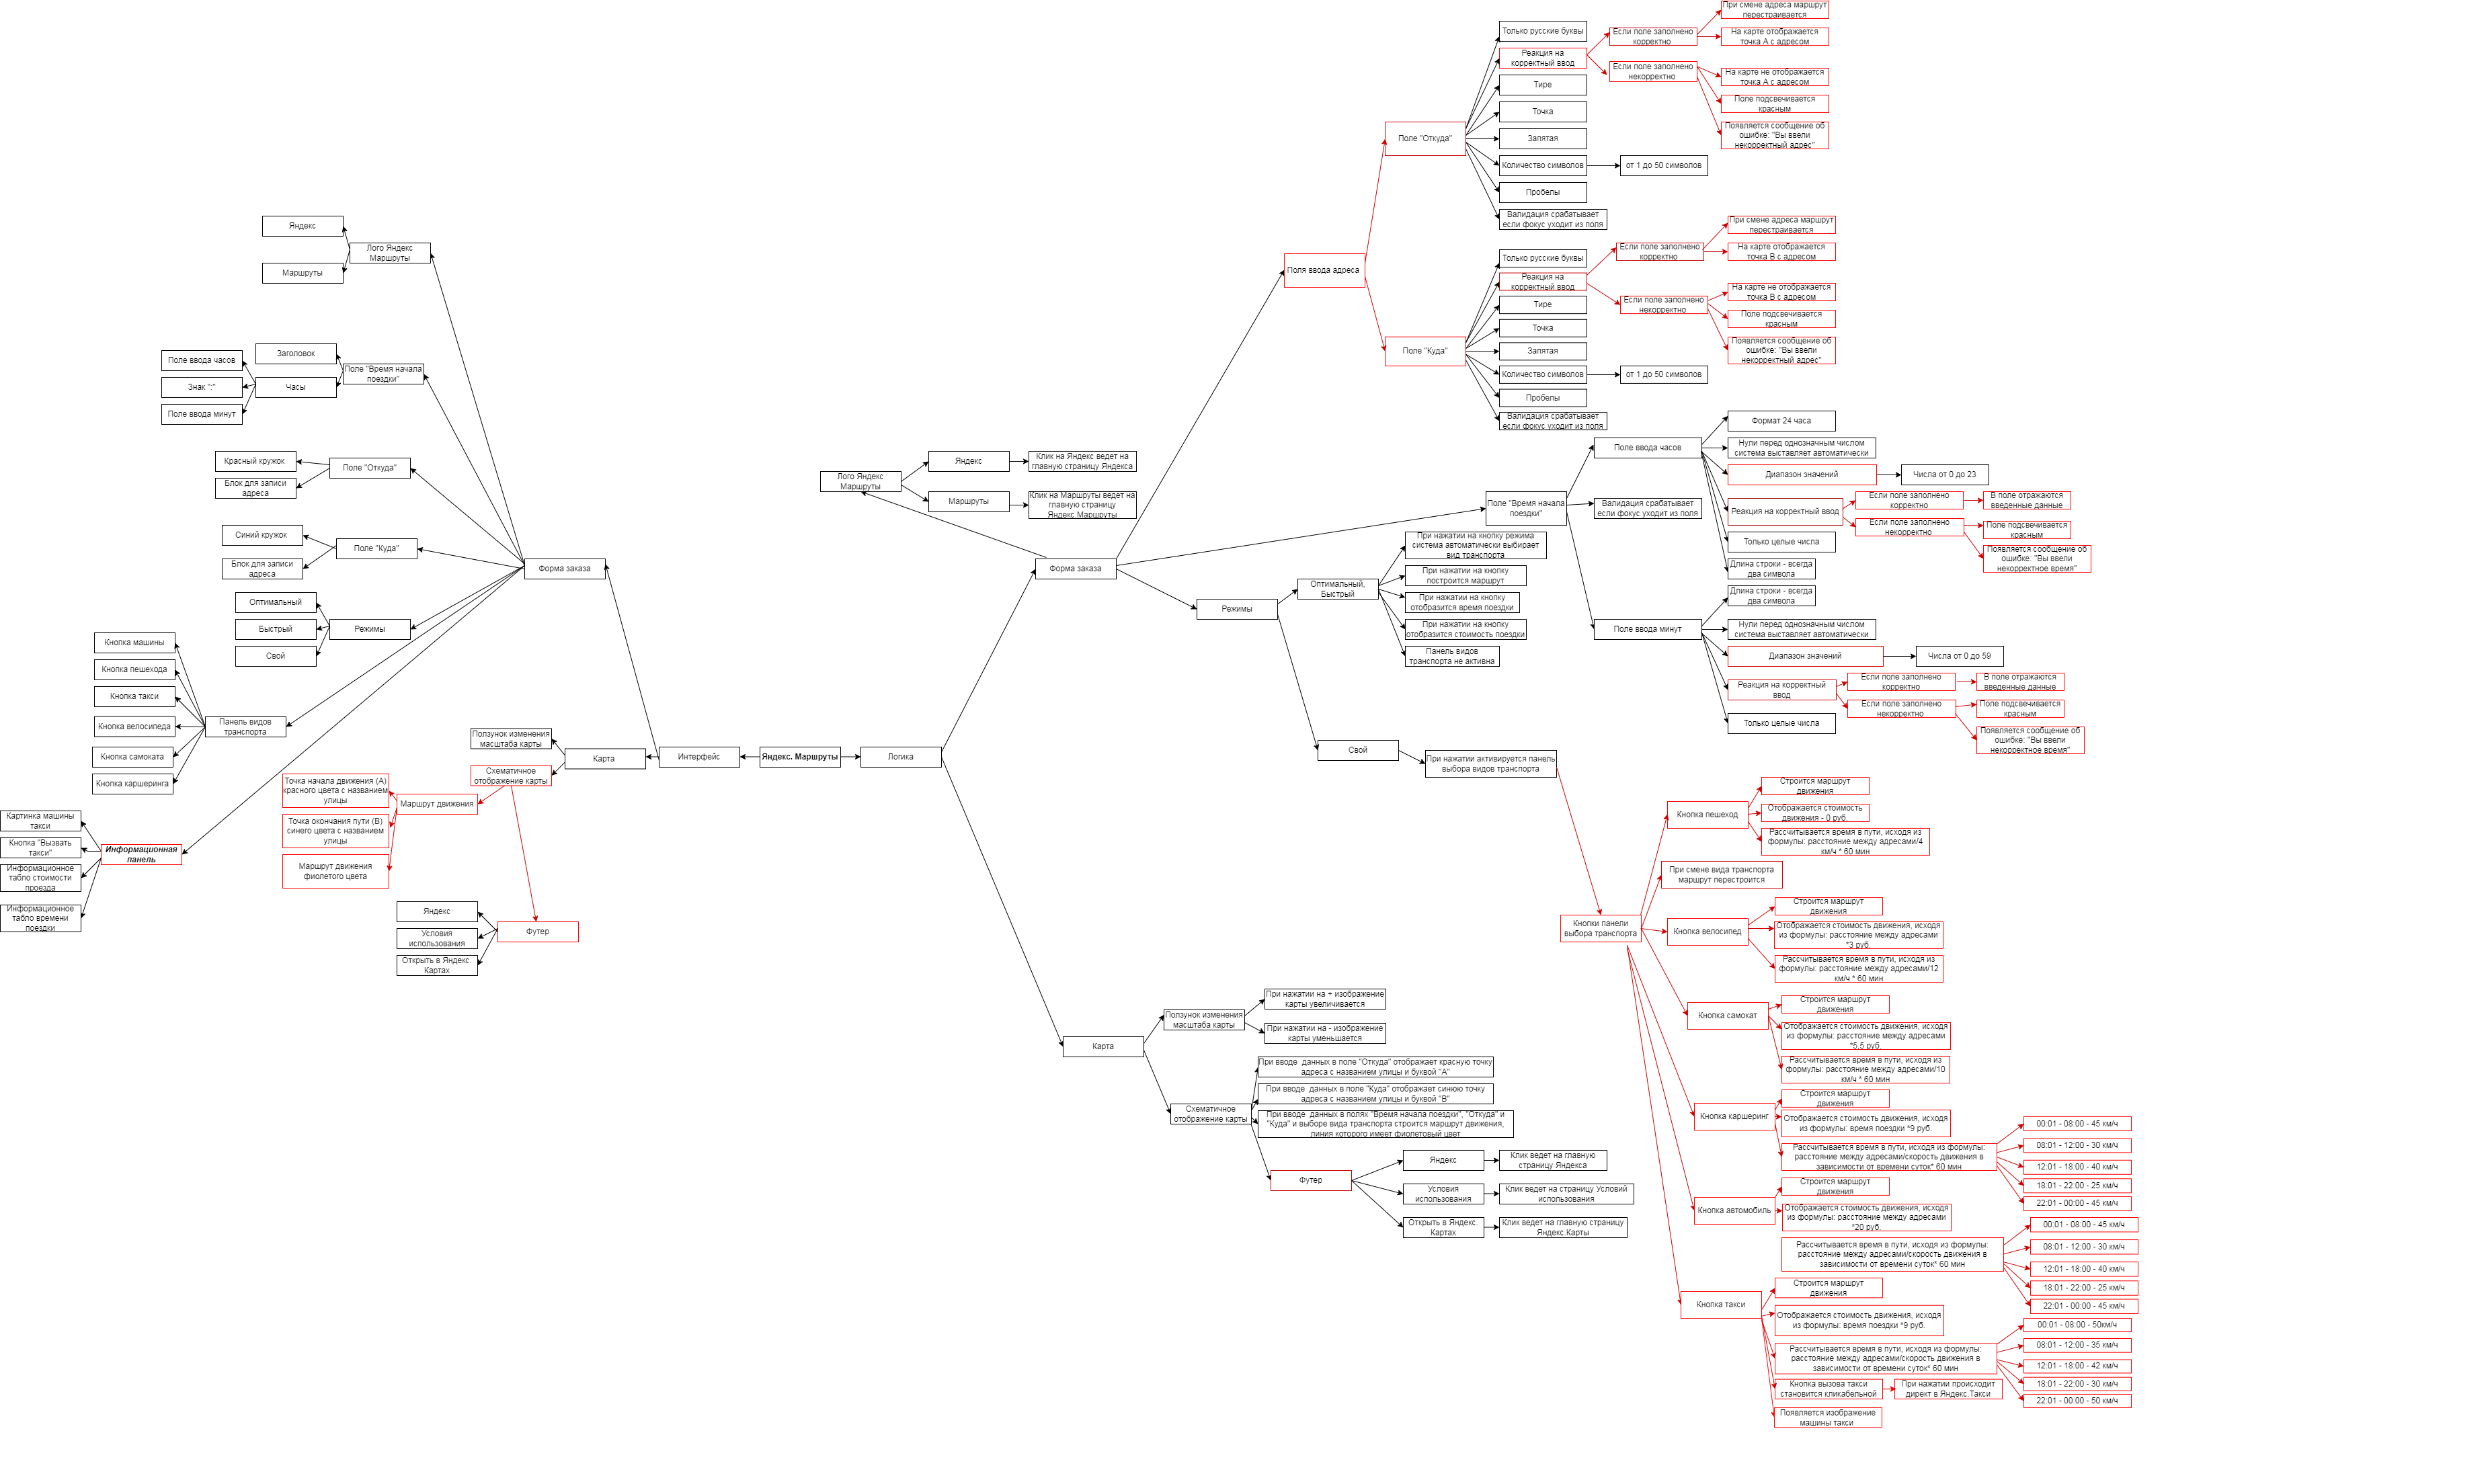 Яндекс
Лого Яндекс
Маршруты
Маршруты
Заголовок
Поле ввода часов
Поле "Время начала
поездки"
Знак ":"
Часы
Поле ввода минут
Красный кружок
Поле "Откуда"
Блок для записи
адреса
Синий кружок
Поле "Куда"
Блок для записи
адреса
Форма заказа
Оптимальный
Быстрый
Режимы
Свой
Кнопка машины
Кнопка пешехода
Кнопка такси
Кнопка велосипеда
Панель видов
транспорта
Кнопка самоката
Кнопка каршеринга
Картинка машины
такси
Кнопка "Вызвать
такси"
Информационная
панель
Информационное
табло стоимости
проезда
Информационное
табло времени
поездки
Ползунок изменения
масштаба карты
Карта
Интерфейс
Яндекс. Маршруты
Логика
Схематичное
отображение карты
Точка начала движения (А)
красного цвета с названием
улицы
Маршрут движения
Точка окончания пути (В)
синего цвета с названием
улицы
Маршрут движения
фиолетого цвета
Яндекс
Условия
использования
Футер
Открыть в Яндекс.
Картах
Лого Яндекс
Маршруты
Яндекс
Клик на Яндекс ведет на
главную страницу Яндекса
Маршруты
Клик на Маршруты ведет на
главную страницу
Яндекс.Маршруты
Форма заказа
Поля ввода адреса
Поле "Откуда"
Только русские буквы
Реакция на
корректный ввод
Если поле заполнено
корректно
При смене адреса маршрут
перестраивается
На карте отображается
точка А с адресом
Если поле заполнено
некорректно
На карте не отображается
точка А с адресом
Поле подсвечивается
красным
Появляется сообщение об
ошибке: "Вы ввели
некорректный адрес"
Тире
Точка
Запятая
Количество символов
от 1 до 50 символов
Пробелы
Валидация срабатывает
если фокус уходит из поля
Поле "Куда"
Только русские буквы
Реакция на
корректный ввод
Если поле заполнено
корректно
При смене адреса маршрут
перестраивается
На карте отображается
точка В с адресом
Если поле заполнено
некорректно
На карте не отображается
точка В с адресом
Поле подсвечивается
красным
Появляется сообщение об
ошибке: "Вы ввели
некорректный адрес"
Тире
Точка
Запятая
Количество символов
от 1 до 50 символов
Пробелы
Валидация срабатывает
если фокус уходит из поля
Поле "Время начала
поездки"
Поле ввода часов
Формат 24 часа
Нули перед однозначным числом
система выставляет автоматически
Диапазон значений
Числа от 0 до 23
Реакция на корректный ввод
Если поле заполнено
корректно
В поле отражаются
введенные данные
Если поле заполнено
некорректно
Поле подсвечивается
красным
Появляется сообщение об
ошибке: "Вы ввели
некорректное время"
Только целые числа
Длина строки - всегда
два символа
Валидация срабатывает
если фокус уходит из поля
Поле ввода минут
Длина строки - всегда
два символа
Нули перед однозначным числом
система выставляет автоматически
Диапазон значений
Числа от 0 до 59
Реакция на корректный
ввод
Если поле заполнено
корректно
В поле отражаются
введенные данные
Если поле заполнено
некорректно
Поле подсвечивается
красным
Появляется сообщение об
ошибке: "Вы ввели
некорректное время"
Только целые числа
Режимы
Оптимальный,
Быстрый
При нажатии на кнопку режима
система автоматически выбирает
вид транспорта
При нажатии на кнопку
построится маршрут
При нажатии на кнопку
отобразится время поездки
При нажатии на кнопку
отобразится стоимость поездки
Панель видов
транспорта не активна
Свой
При нажатии активируется панель
выбора видов транспорта
Кнопки панели
выбора транспорта
Кнопка пешеход
Строится маршрут
движения
Отображается стоимость
движения - 0 руб.
Рассчитывается время в пути, исходя из
формулы: расстояние между адресами/4
км/ч * 60 мин
При смене вида транспорта
маршрут перестроится
Кнопка велосипед
Строится маршрут
движения
Отображается стоимость движения, исходя
из формулы: расстояние между адресами
*3 руб.
Рассчитывается время в пути, исходя из
формулы: расстояние между адресами/12
км/ч * 60 мин
Кнопка самокат
Строится маршрут
движения
Отображается стоимость движения, исходя
из формулы: расстояние между адресами
*5,5 руб.
Рассчитывается время в пути, исходя из
формулы: расстояние между адресами/10
км/ч * 60 мин
Кнопка каршеринг
Строится маршрут
движения
Отображается стоимость движения, исходя
из формулы: время поездки *9 руб.
Рассчитывается время в пути, исходя из формулы:
расстояние между адресами/скорость движения в
зависимости от времени суток* 60 мин
00:01 - 08:00 - 45 км/ч
08:01 - 12:00 - 30 км/ч
12:01 - 18:00 - 40 км/ч
18:01 - 22:00 - 25 км/ч
22:01 - 00:00 - 45 км/ч
Кнопка автомобиль
Строится маршрут
движения
Отображается стоимость движения, исходя
из формулы: расстояние между адресами
*20 руб.
Рассчитывается время в пути, исходя из формулы:
расстояние между адресами/скорость движения в
зависимости от времени суток* 60 мин
00:01 - 08:00 - 45 км/ч
08:01 - 12:00 - 30 км/ч
12:01 - 18:00 - 40 км/ч
18:01 - 22:00 - 25 км/ч
22:01 - 00:00 - 45 км/ч
Кнопка такси
Строится маршрут
движения
Отображается стоимость движения, исходя
из формулы: время поездки *9 руб.
Рассчитывается время в пути, исходя из формулы:
расстояние между адресами/скорость движения в
зависимости от времени суток* 60 мин
00:01 - 08:00 - 50км/ч
08:01 - 12:00 - 35 км/ч
12:01 - 18:00 - 42 км/ч
18:01 - 22:00 - 30 км/ч
22:01 - 00:00 - 50 км/ч
Кнопка вызова такси
становится кликабельной
При нажатии происходит
директ в Яндекс.Такси
Появляется изображение
машины такси
Карта
Ползунок изменения
масштаба карты
При нажатии на + изображение
карты увеличивается
При нажатии на - изображение
карты уменьшается
Схематичное
отображение карты
При вводе данных в поле "Откуда" отображает красную точку
адреса с названием улицы и буквой "А"
При вводе данных в поле "Куда" отображает синюю точку
адреса с названием улицы и буквой "В"
При вводе данных в полях "Время начала поездки", "Откуда" и
"Куда" и выборе вида транспорта строится маршрут движения,
линия которого имеет фиолетовый цвет
Футер
Яндекс
Клик ведет на главную
страницу Яндекса
Условия
использования
Клик ведет на страницу Условий
использования
Открыть в Яндекс.
Картах
Клик ведет на главную страницу
Яндекс.Карты